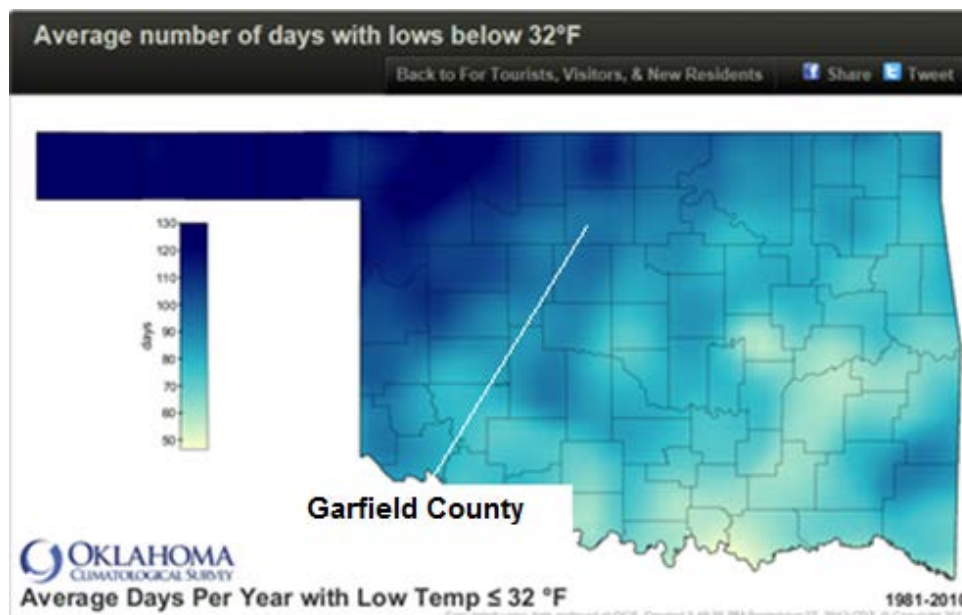 Average number of days with lows below 32°F
Back to For Tourists, Visitors, & New Residents Share Tweet
130
120
110
100
90
80
70
60
50
days
Garfield County
OKLAHOMA
CLIMATOLOGICAL SURVEY
Average Days Per Year with Low Temp ≤ 32 °F
1981-2010